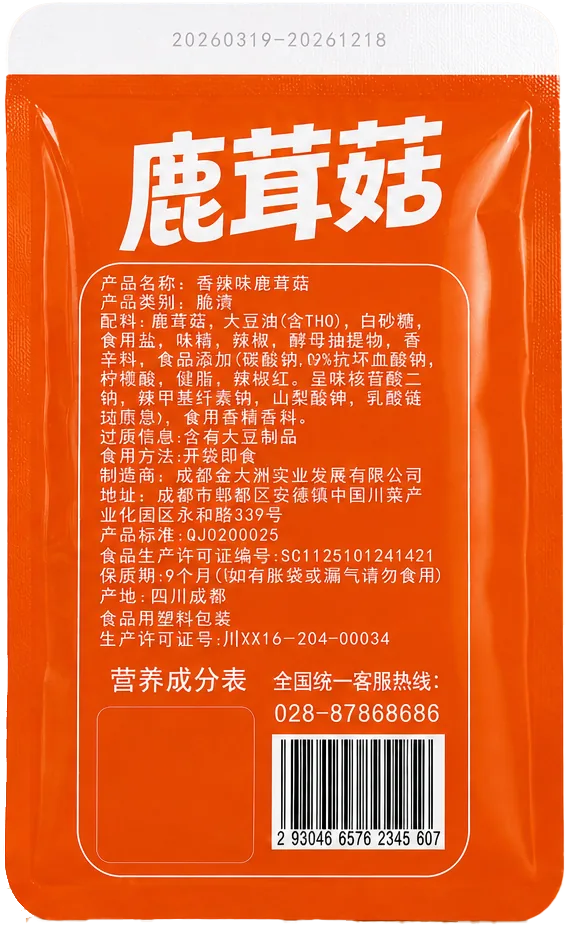 20260319-20261218
鹿茸菇
产品名称：香辣味鹿茸菇
产品类别：脆渍
配料：鹿茸菇，大豆油(含THO)，白砂糖，
食用盐，味精，辣椒，酵母抽提物，香
辛料，食品添加(碳酸钠,09%抗坏血酸钠，
柠檬酸，健脂，辣椒红。呈味核苷酸二
钠，辣甲基纤素钠，山梨酸钾，乳酸链
球质息)，食用香精香料。
过质信息:含有大豆制品
食用方法:开袋即食
制造商：成都金大洲实业发展有限公司
地址：成都市郫都区安德镇中国川菜产
业化园区永和路339号
产品标准:QJ0200025
食品生产许可证编号:SC1125101241421
保质期:9个月(如有胀袋或漏气请勿食用)
产地:四川成都
食品用塑料包装
生产许可证号:川XX16-204-00034
营养成分表
全国统一客服热线：
028-87868686
2 93046 6576 2345 607